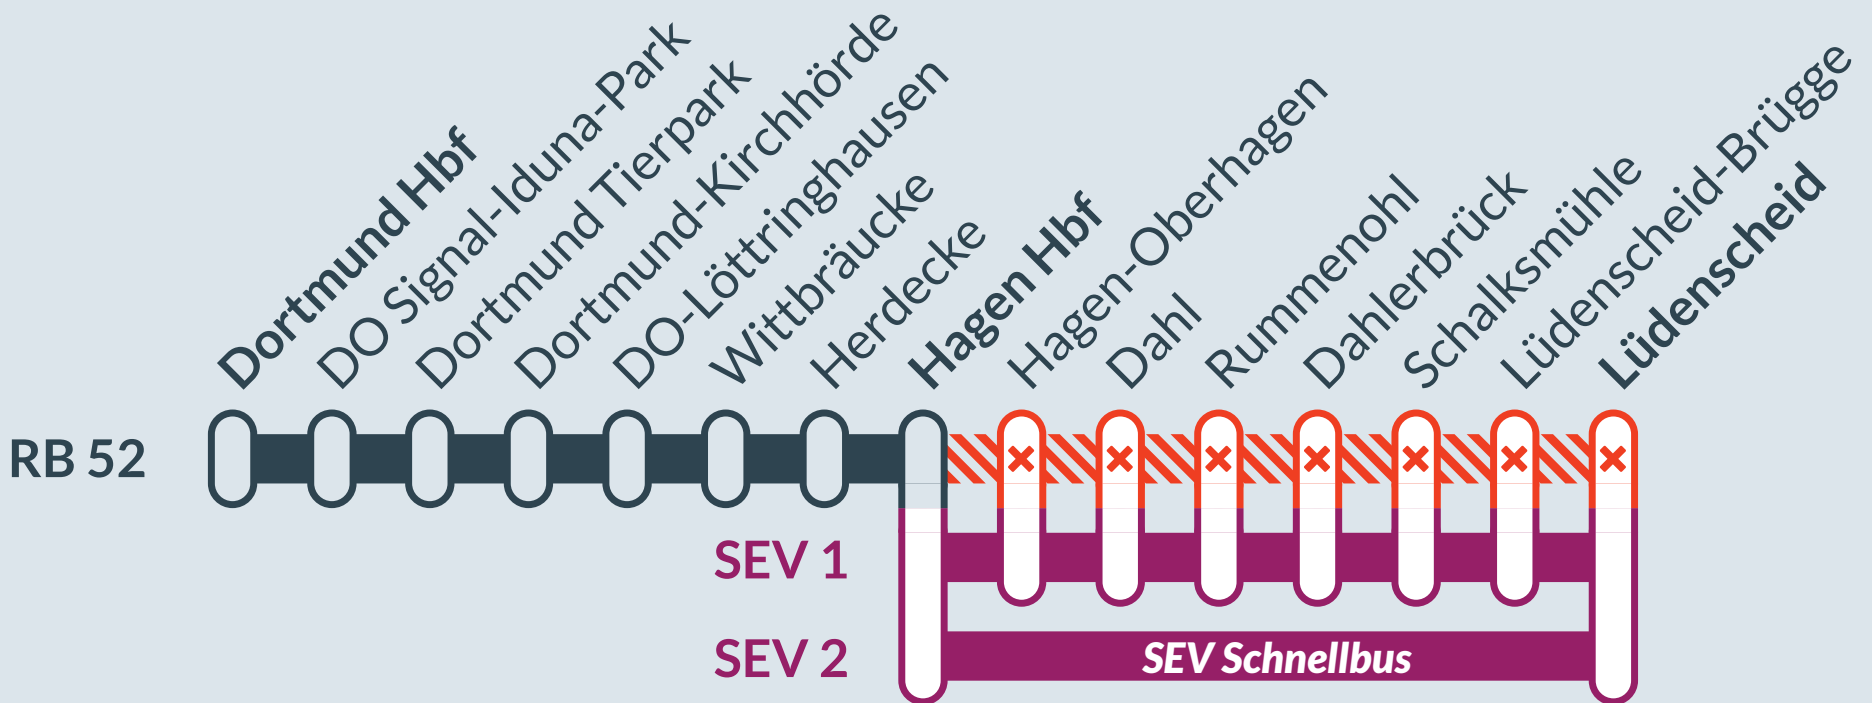 Dortmund Hbf
DO Signal-Iduna-Park
Dortmund Tierpark
Dortmund-Kirchhörde
DO-Löttringhausen
Wittbräucke
Herdecke
Hagen Hbf
Hagen-Oberhagen
Dahl
Rummenohl
Dahlerbrück
Schalksmühle
Lüdenscheid-Brügge
Lüdenscheid
RB 52
SEV 1
SEV 2
SEV Schnellbus